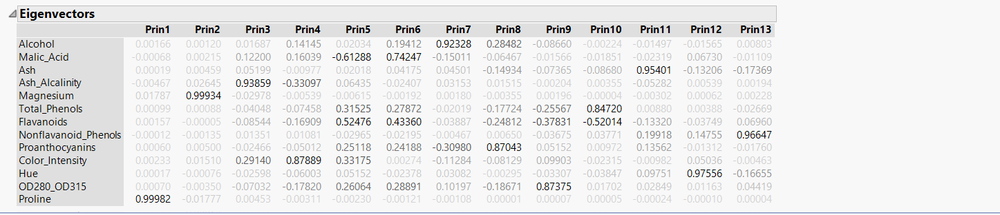 Eigenvectors
Prin1 Prin2 Prin3 Prin4 Prin5 Prin6 Prin7 Prin8 Prin9 Prin10 Prin11 Prin12 Prin13
Alcohol 0.00166 0.00120 0.01687 0.14145 0.02034 0.19412 0.92328 0.28482 -0.08660 -0.00224 -0.01497 -0.01565 0.00803
Malic_Acid -0.00068 0.00215 0.12200 0.16039 -0.61288 0.74247 -0.15011 -0.06467 -0.01566 -0.01851 -0.02319 0.06730 -0.01109
Ash 0.00019 0.00459 0.05199 -0.00977 0.02018 0.04175 0.04501 -0.14934 -0.07365 -0.08680 0.95401 -0.13206 -0.17369
Ash_Alcalinity -0.00467 0.02645 0.93859 -0.33097 0.06435 -0.02407 0.03153 0.01515 -0.00204 0.00355 -0.05282 0.00539 0.00194
Magnesium 0.01787 0.99934 -0.02978 -0.00539 -0.00615 -0.00192 0.00180 -0.00355 0.00196 -0.00004 -0.00302 0.00062 0.00228
Total_Phenols 0.00099 0.00088 -0.04048 -0.07458 0.31525 0.27872 -0.02019 -0.17724 -0.25567 0.84720 0.00880 0.00388 -0.02669
Flavanoids 0.00157 -0.00005 -0.08544 -0.16909 0.52476 0.43360 -0.03887 -0.24812 -0.37831 -0.52014 -0.13320 -0.03749 0.06960
Nonflavanoid_Phenols -0.00012 -0.00135 0.01351 0.01081 -0.02965 -0.02195 -0.00467 0.00650 -0.03675 0.03771 0.19918 0.14755 0.96647
Proanthocyanins 0.00060 0.00500 -0.02466 -0.05012 0.25118 0.24188 -0.30980 0.87043 0.05152 0.00972 0.13562 -0.01312 -0.01760
Color_Intensity 0.00233 0.01510 0.29140 0.87889 0.33175 0.00274 -0.11284 -0.08129 0.09903 -0.02315 -0.00982 0.05036 -0.00463
Hue 0.00017 -0.00076 -0.02598 -0.06003 0.05152 -0.02378 0.03082 -0.00295 -0.03307 -0.03847 0.09751 0.97556 -0.16655
OD280_OD315 0.00070 -0.00350 -0.07032 -0.17820 0.26064 0.28891 0.10197 -0.18671 0.87375 0.01702 0.02849 0.01163 0.04419
Proline 0.99982 -0.01777 0.00453 -0.00311 -0.00230 -0.00121 -0.00108 0.00001 0.00007 0.00005 -0.00024 -0.00010 0.00004